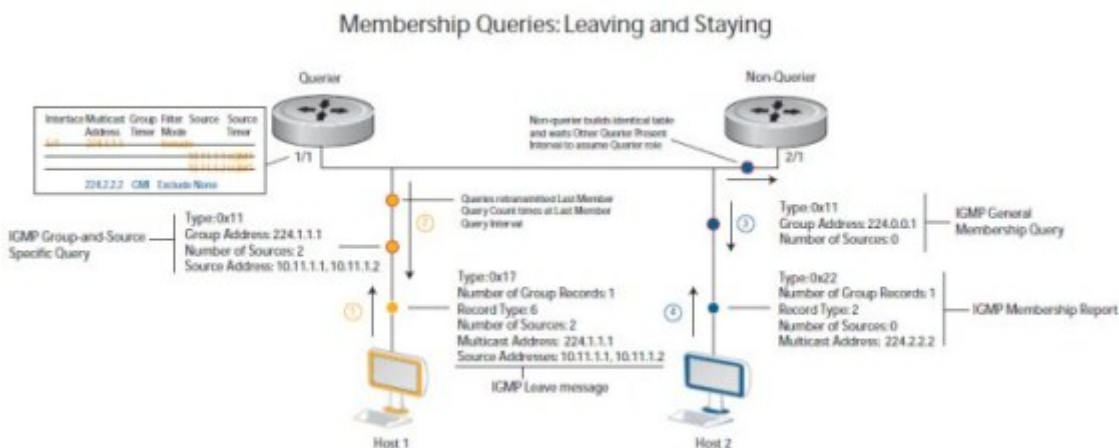 Membership Queries: Leaving and Staying
Querier
Non-Querier
Interface Multicast Group Filter Source Source
Address Timer Mode Timer
224.1.1.1
224.2.2.2 GMI Exclude None
1/1
Non-querier builds identical table
and waits Other Querier Present
Interval to assume Querier role
2/1
Queries retransmitted Last Member
Query Count times at Last Member
Query Interval
2
IGMP Group-and-Source
Specific Query
Type: 0x11
Group Address: 224.1.1.1
Number of Sources: 2
Source Address: 10.11.1.1, 10.11.1.2
3
Type: 0x11
Group Address: 224.0.0.1
Number of Sources: 0
IGMP General
Membership Query
1
Type: 0x17
Number of Group Records: 1
Record Type: 6
Number of Sources: 2
Multicast Address: 224.1.1.1
Source Addresses: 10.11.1.1, 10.11.1.2
IGMP Leave message
4
Type: 0x22
Number of Group Records: 1
Record Type: 2
Number of Sources: 0
Multicast Address: 224.2.2.2
IGMP Membership Report
Host 1
Host 2